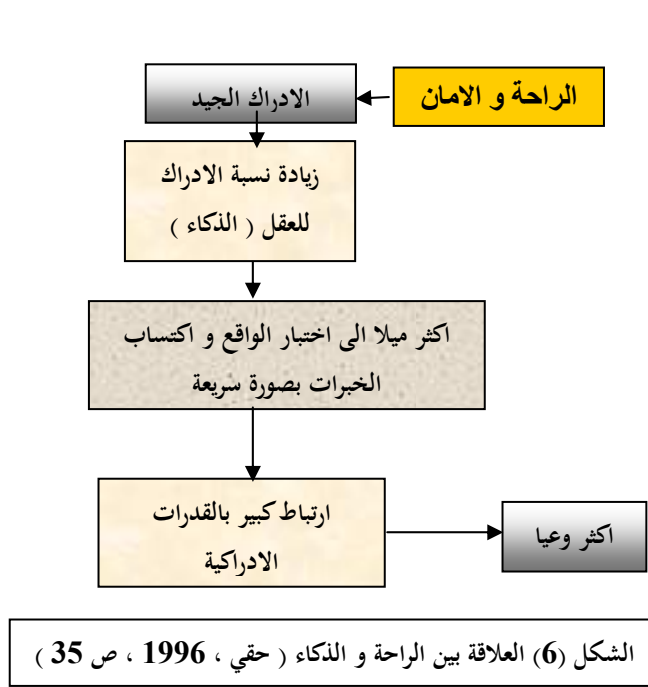 الراحة و الامان
الادراك الجيد
زيادة نسبة الادراك
للعقل ( الذكاء )
اكثر ميلا الى اختبار الواقع و اكتساب
الخبرات بصورة سريعة
ارتباط كبير بالقدرات
الادراكية
اكثر وعيا
الشكل (6) العلاقة بين الراحة و الذكاء ( حقي ، 1996 ، ص 35 )